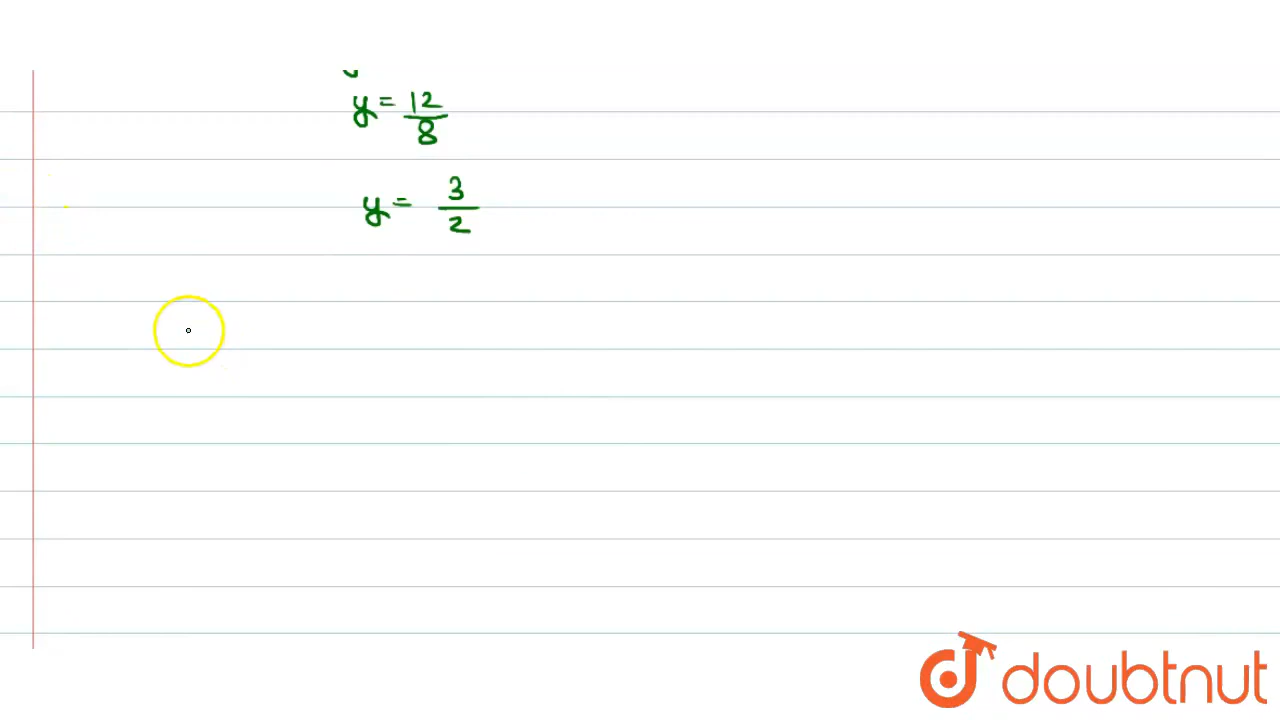 y = 12/8
y = 3/2
doubtnut